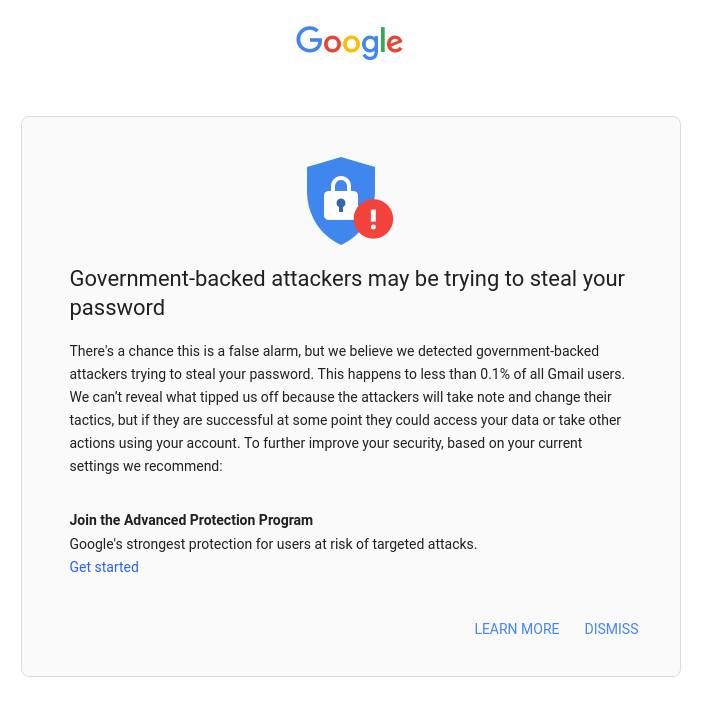 Google
Government-backed attackers may be trying to steal your
password
There's a chance this is a false alarm, but we believe we detected government-backed
attackers trying to steal your password. This happens to less than 0.1% of all Gmail users.
We can’t reveal what tipped us off because the attackers will take note and change their
tactics, but if they are successful at some point they could access your data or take other
actions using your account. To further improve your security, based on your current
settings we recommend:
Join the Advanced Protection Program
Google's strongest protection for users at risk of targeted attacks.
Get started
LEARN MORE DISMISS